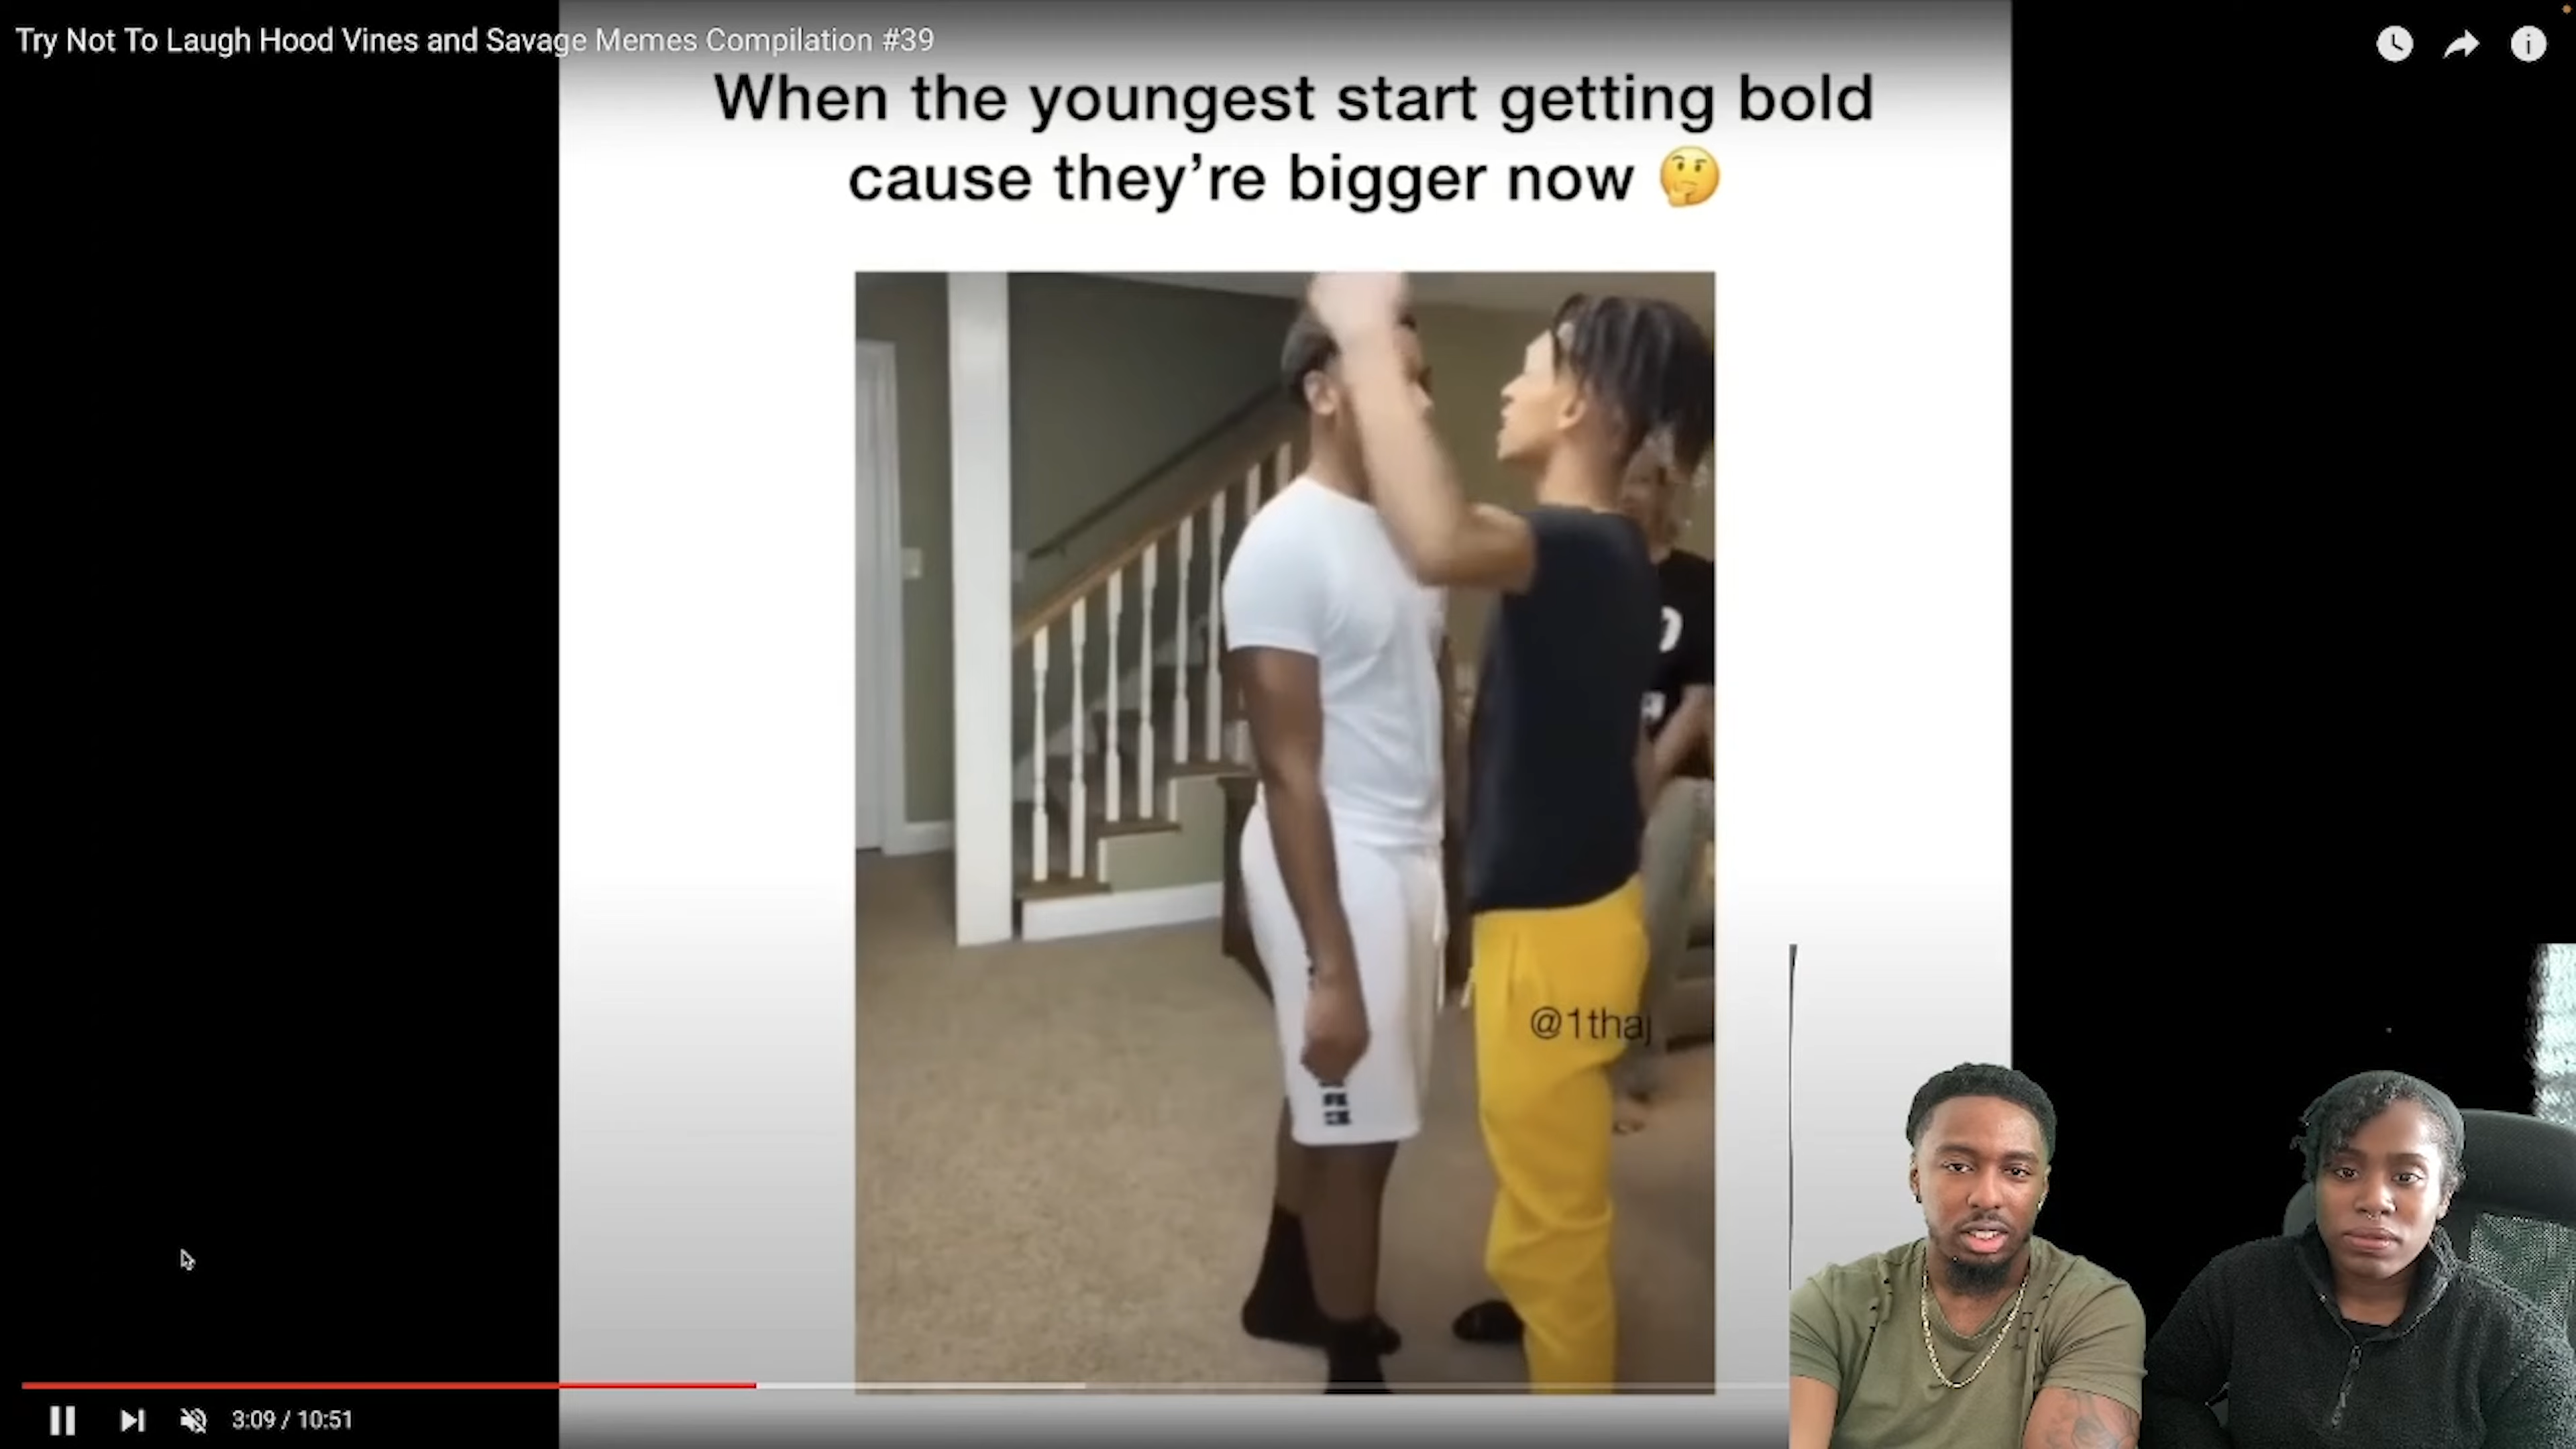 Try Not To Laugh Hood Vines and Savage Memes Compilation #39
When the youngest start getting bold
cause they're bigger now 🤔
@1thaj
3:09 / 10:51